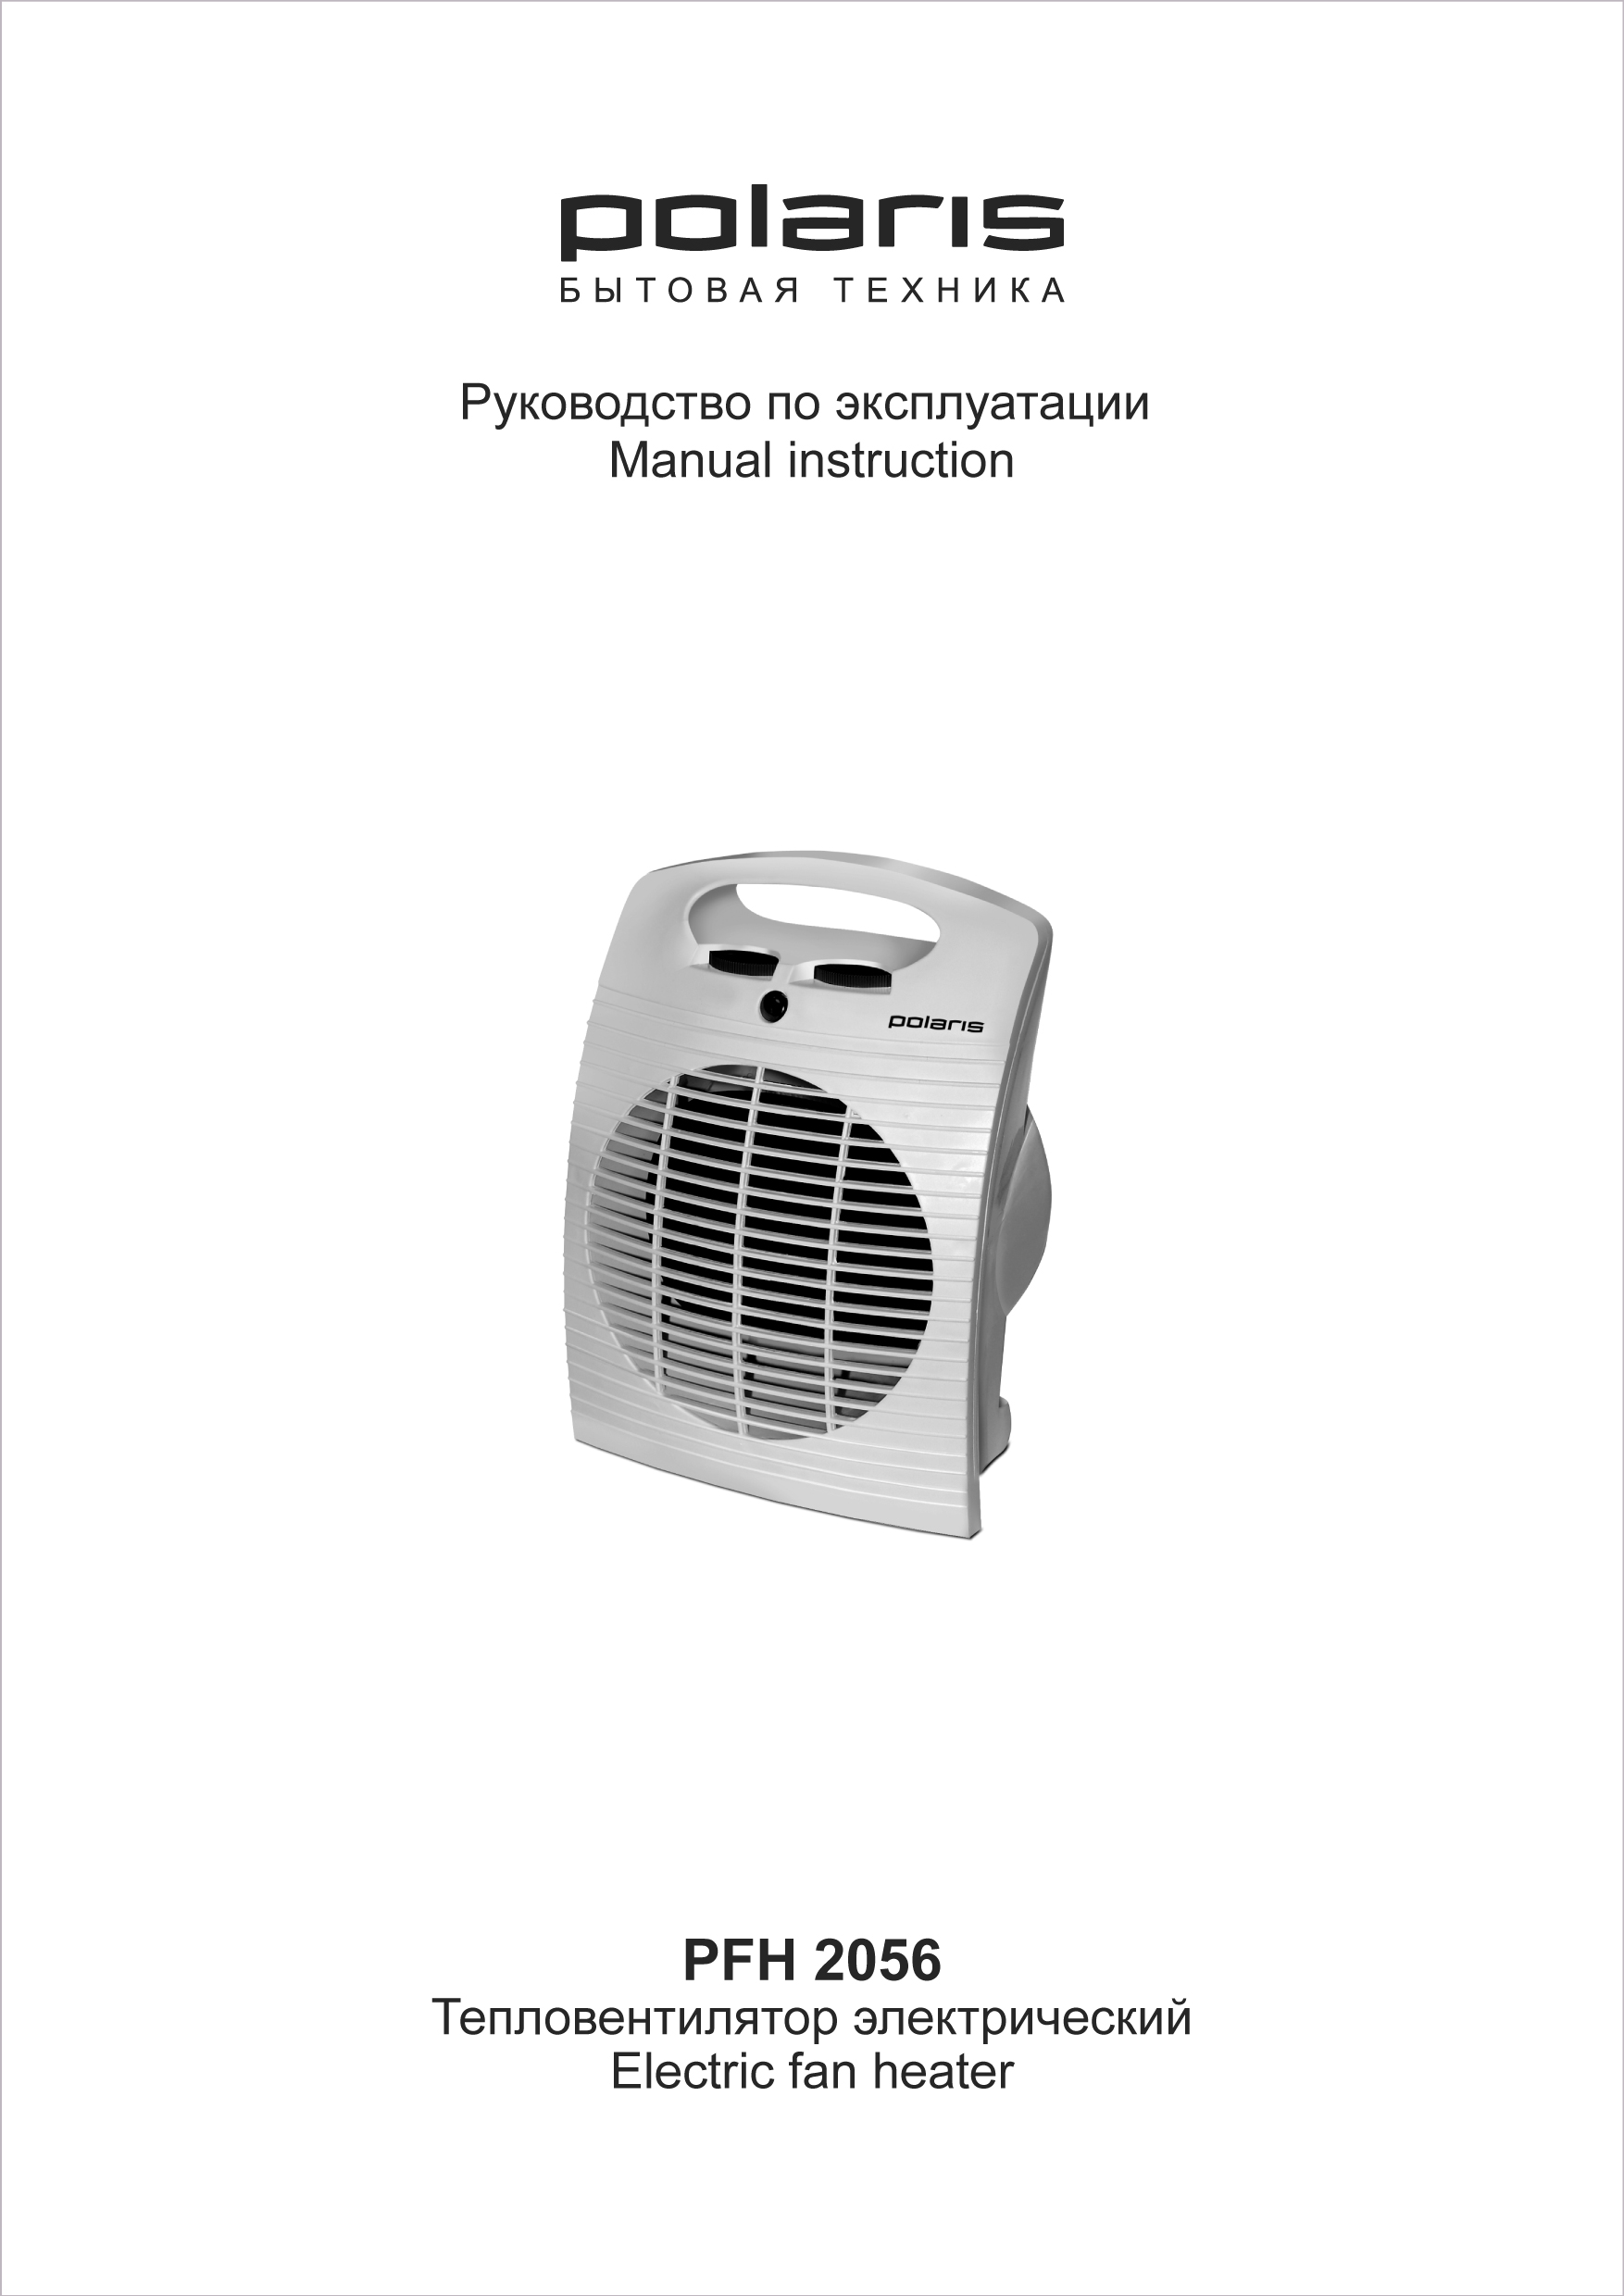 polaris
БЫТОВАЯ ТЕХНИКА
Руководство по эксплуатации
Manual instruction
polaris
PFH 2056
Тепловентилятор электрический
Electric fan heater